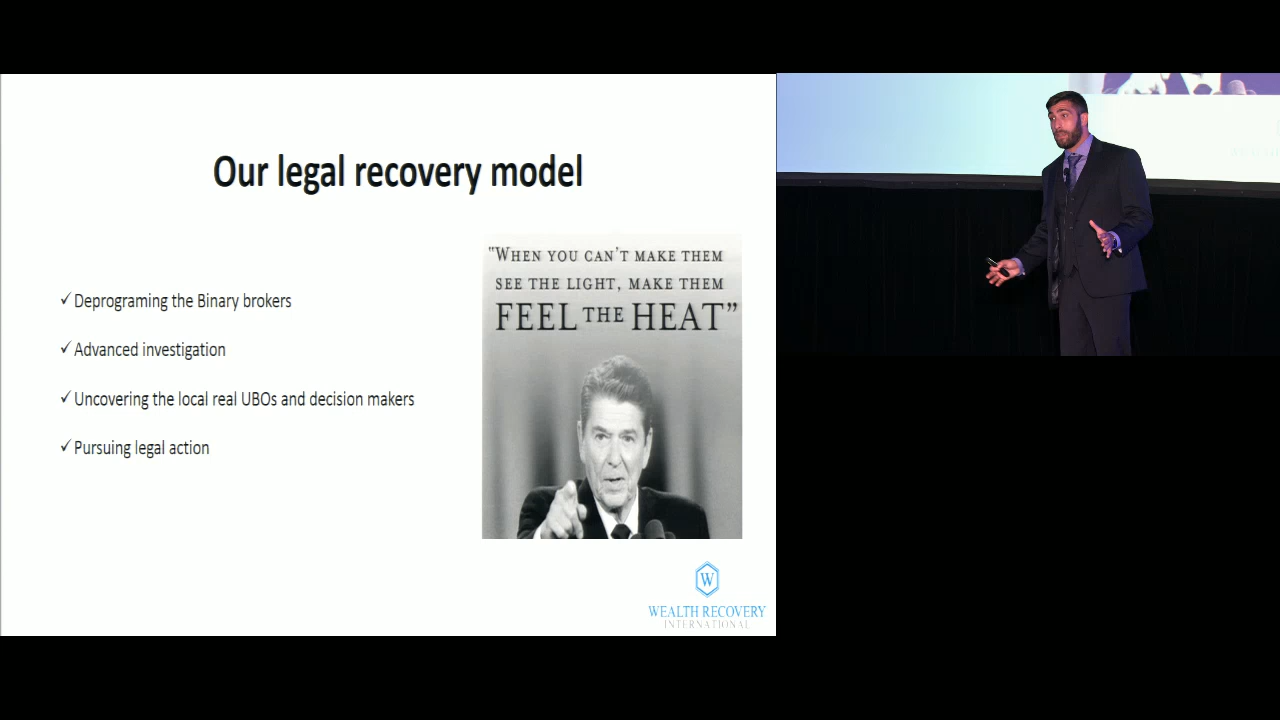 Our legal recovery model
✓Deprograming the Binary brokers
✓Advanced investigation
✓Uncovering the local real UBOs and decision makers
✓Pursuing legal action
"WHEN YOU CAN'T MAKE THEM
SEE THE LIGHT, MAKE THEM
FEEL THE HEAT"
W
WEALTH RECOVERY
INTERNATIONAL